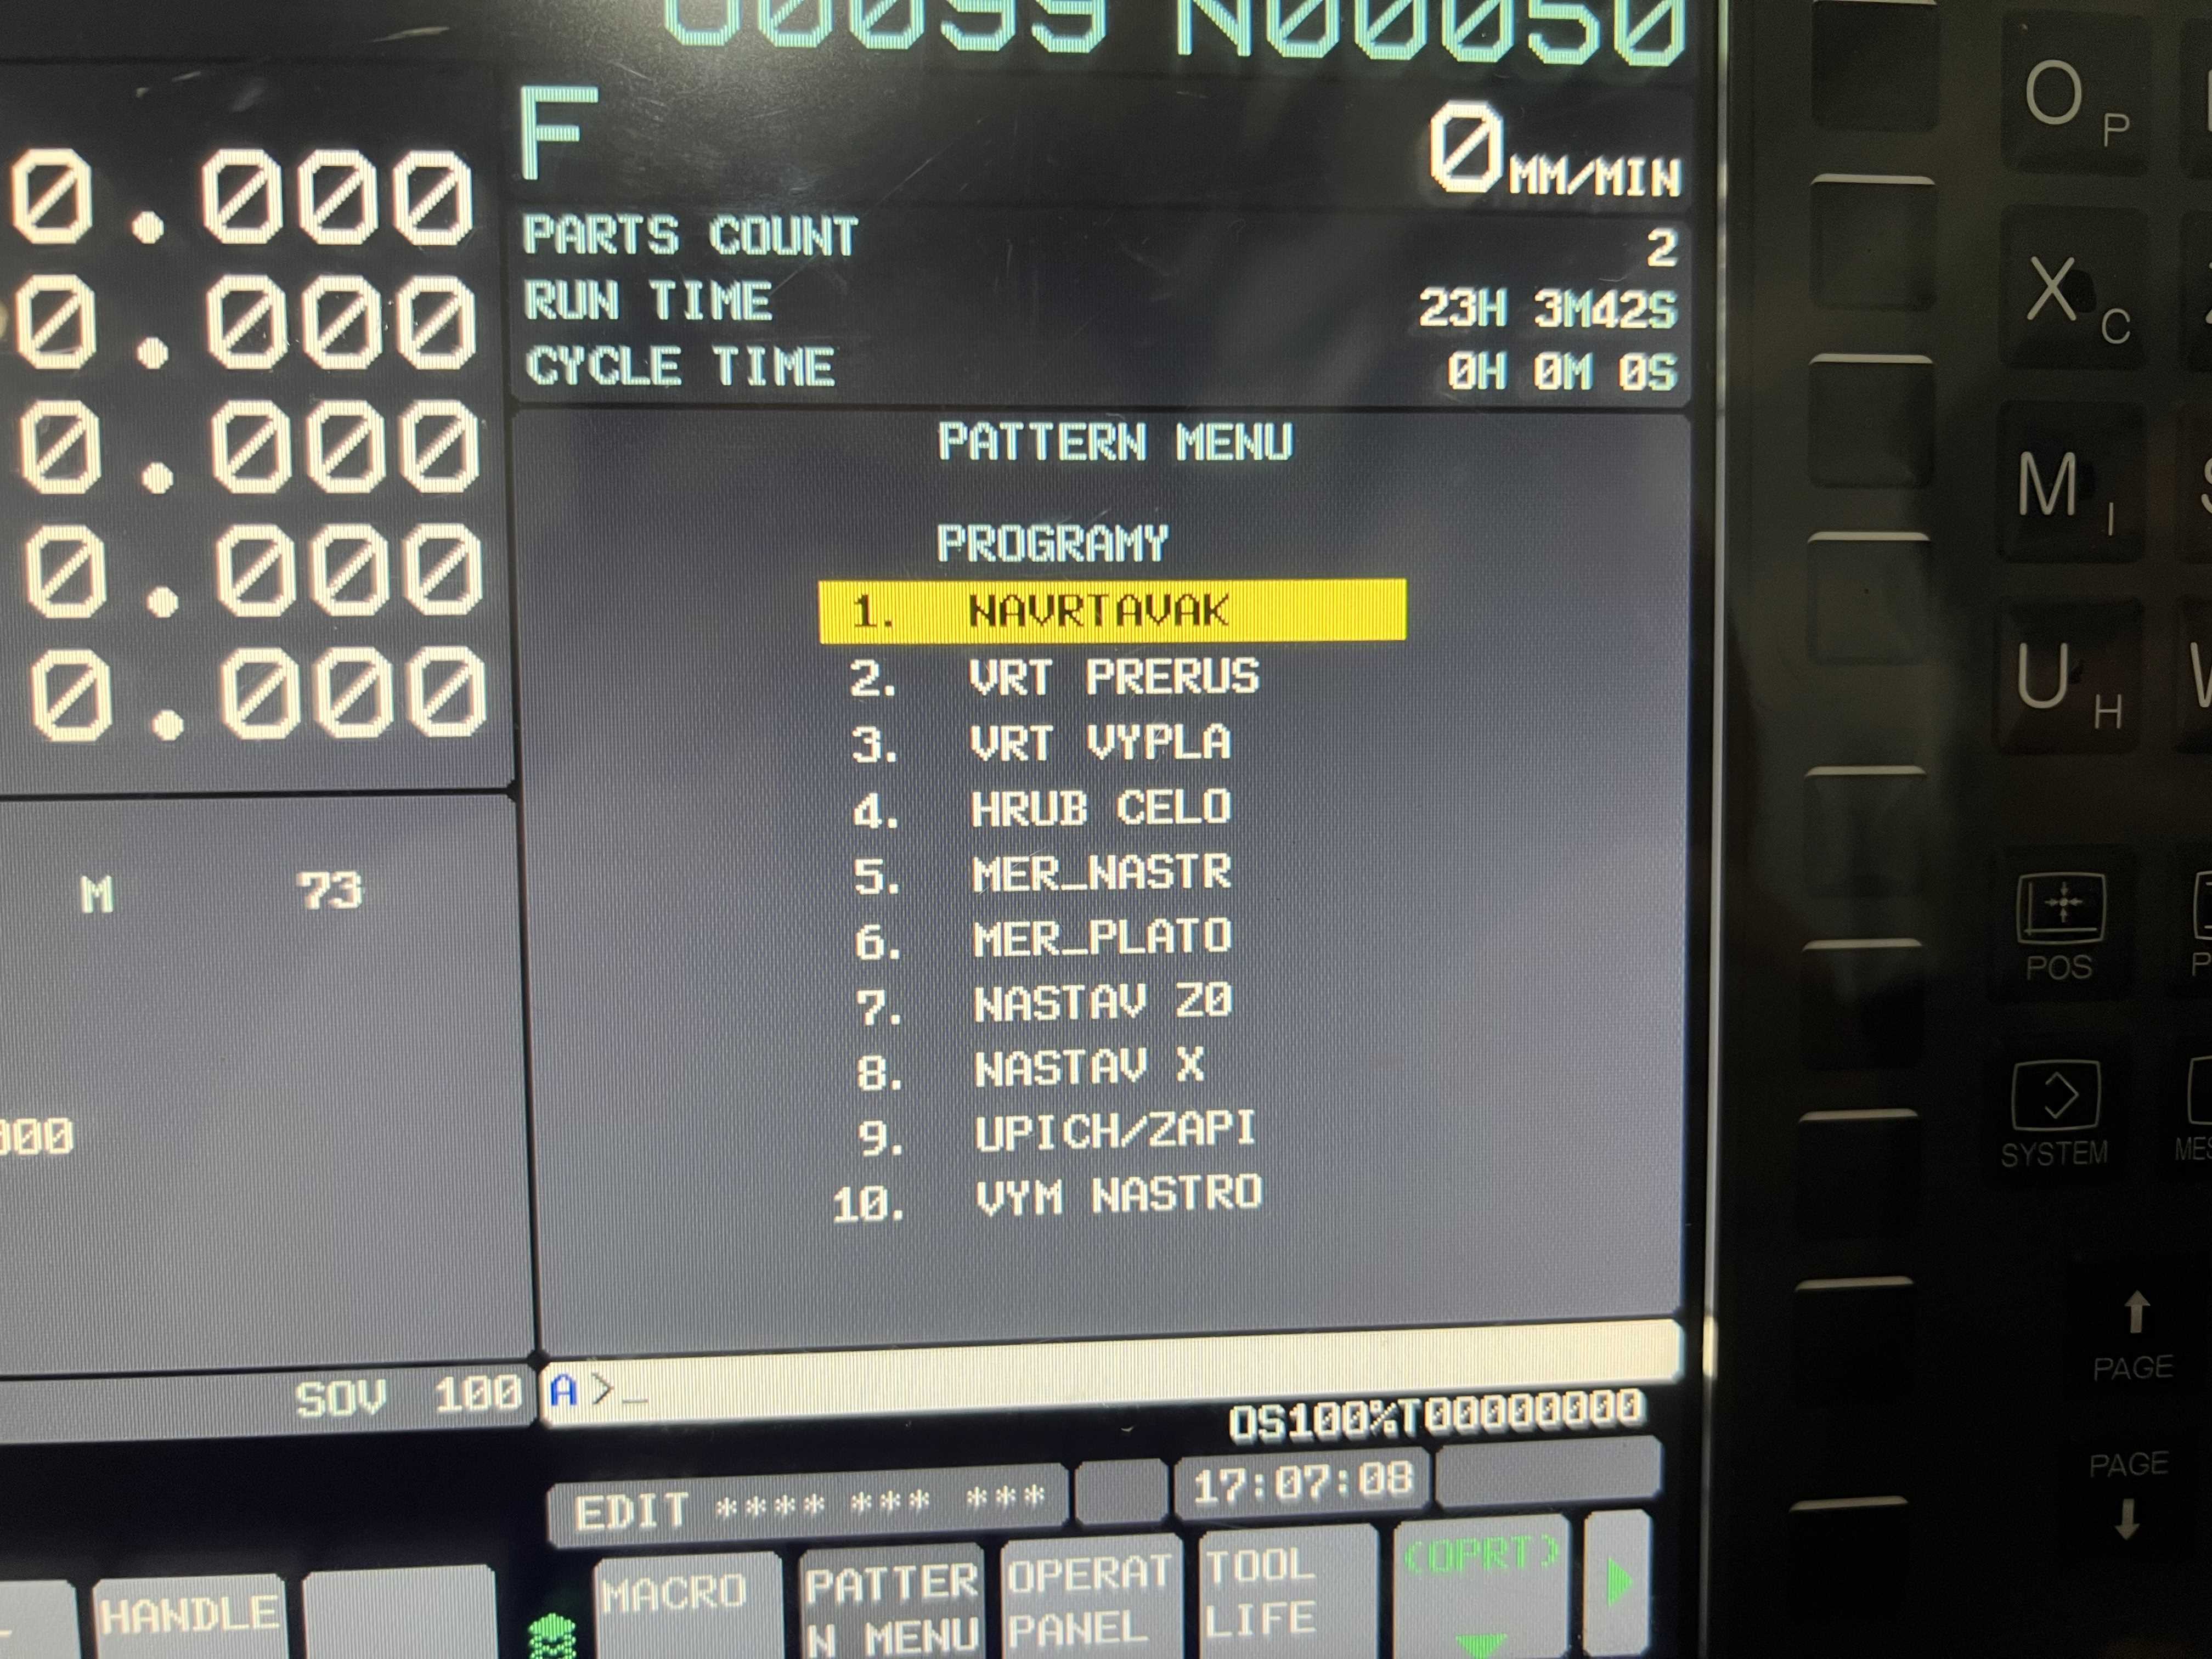 O0099 N00050
F 0 MM/MIN
0.000
0.000
0.000
0.000
0.000
PARTS COUNT 2
RUN TIME 23H 3M42S
CYCLE TIME 0H 0M 0S
PATTERN MENU
PROGRAMY
1. NAVRTAVAK
2. VRT PRERUS
3. VRT VYPLA
4. HRUB CELO
5. MER_NASTR
6. MER_PLATO
7. NASTAV Z0
8. NASTAV X
9. UPICH/ZAPI
10. VYM NASTRO
M 73
000
SOV 100
A >_
OS100%T00000000
EDIT **** *** ***
17:07:08
HANDLE
MACRO
PATTER
N MENU
OPERAT
PANEL
TOOL
LIFE
(OPRT)
O P
X C
M I
U H
POS
SYSTEM
PAGE
PAGE